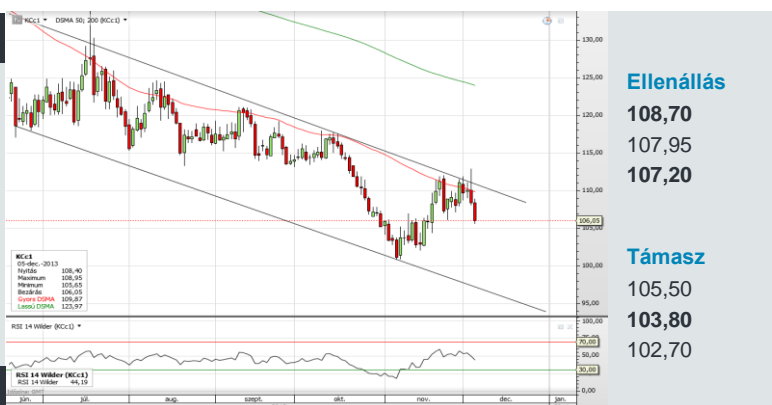 KCc1 DSMA 50; 200 (KCc1)
130,00
125,00
120,00
115,00
110,00
106,05
105,00
100,00
95,00
KCc1
05-dec.-2013
Nyitás 108,40
Maximum 108,95
Minimum 105,65
Bezárás 106,05
Gyors DSMA 109,87
Lassú DSMA 123,97
RSI 14 Wilder (KCc1)
100,00
70,00
50,00
30,00
0,00
RSI 14 Wilder (KCc1)
RSI 14 Wilder 44,19
jún. júl. aug. szept. okt. nov. dec. jan.
Ellenállás
108,70
107,95
107,20
Támasz
105,50
103,80
102,70